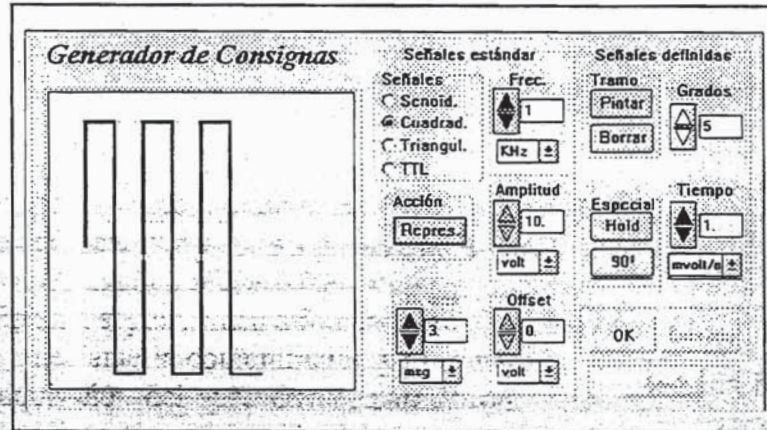 Generador de Consignas
Señales estándar
Señales
Senoid.
Cuadrad.
Triangul.
TTL
Frec.
1
KHz
Acción
Repres.
Amplitud
10.
volt
3.
mseg
Offset
0.
volt
Señales definidas
Tramo
Pintar
Borrar
Grados
5
Especial
Hold
90º
Tiempo
1.
mvolt/s
OK